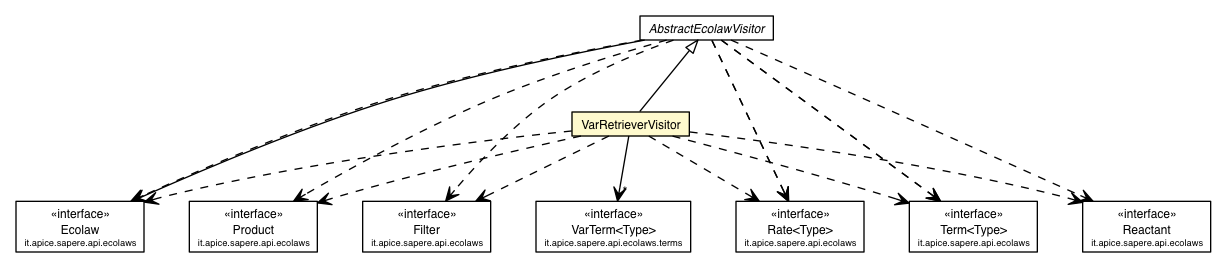 AbstractEcolawVisitor
VarRetrieverVisitor
«interface»
Ecolaw
it.apice.sapere.api.ecolaws
«interface»
Product
it.apice.sapere.api.ecolaws
«interface»
Filter
it.apice.sapere.api.ecolaws
«interface»
VarTerm<Type>
it.apice.sapere.api.ecolaws.terms
«interface»
Rate<Type>
it.apice.sapere.api.ecolaws
«interface»
Term<Type>
it.apice.sapere.api.ecolaws
«interface»
Reactant
it.apice.sapere.api.ecolaws